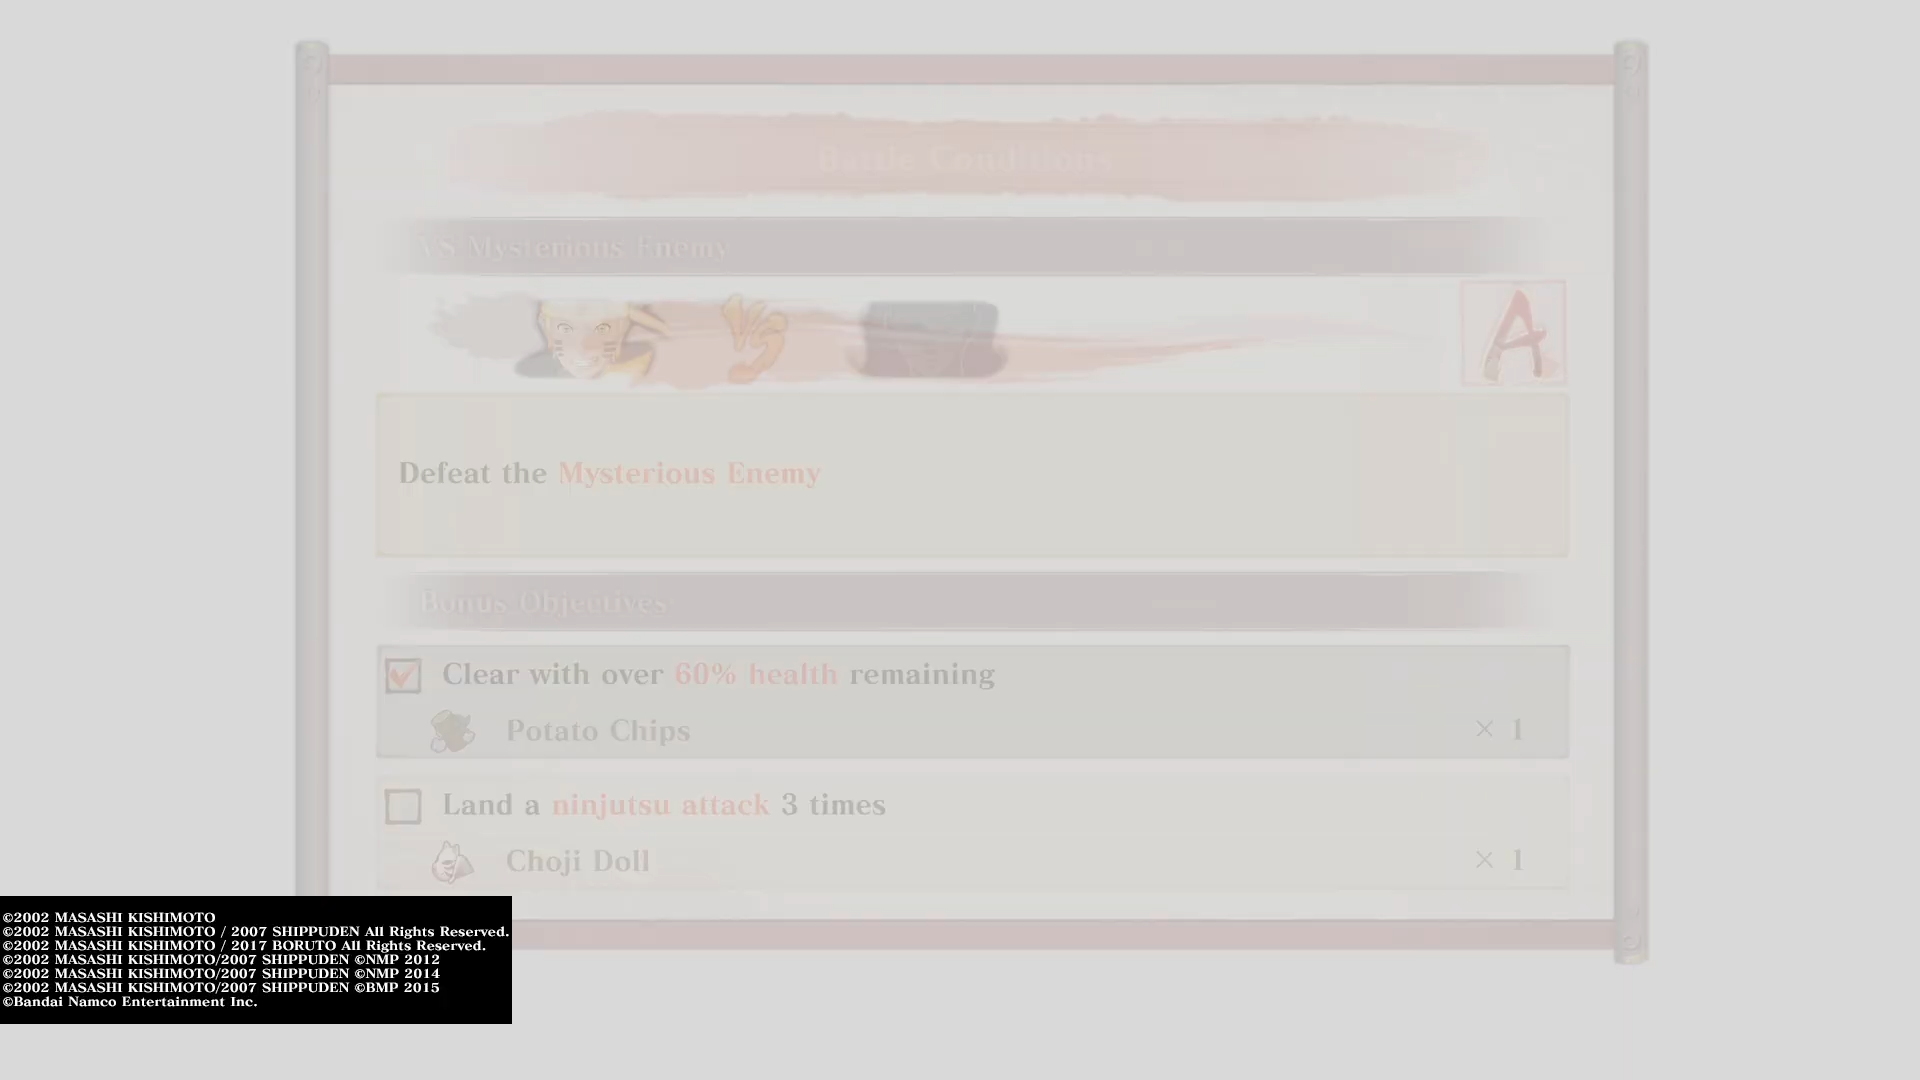 Battle Conditions
VS Mysterious Enemy
VS
A
Defeat the Mysterious Enemy
Bonus Objectives
Clear with over 60% health remaining
Potato Chips × 1
Land a ninjutsu attack 3 times
Choji Doll × 1
©2002 MASASHI KISHIMOTO
©2002 MASASHI KISHIMOTO / 2007 SHIPPUDEN All Rights Reserved.
©2002 MASASHI KISHIMOTO / 2017 BORUTO All Rights Reserved.
©2002 MASASHI KISHIMOTO/2007 SHIPPUDEN ©NMP 2012
©2002 MASASHI KISHIMOTO/2007 SHIPPUDEN ©NMP 2014
©2002 MASASHI KISHIMOTO/2007 SHIPPUDEN ©BMP 2015
©Bandai Namco Entertainment Inc.